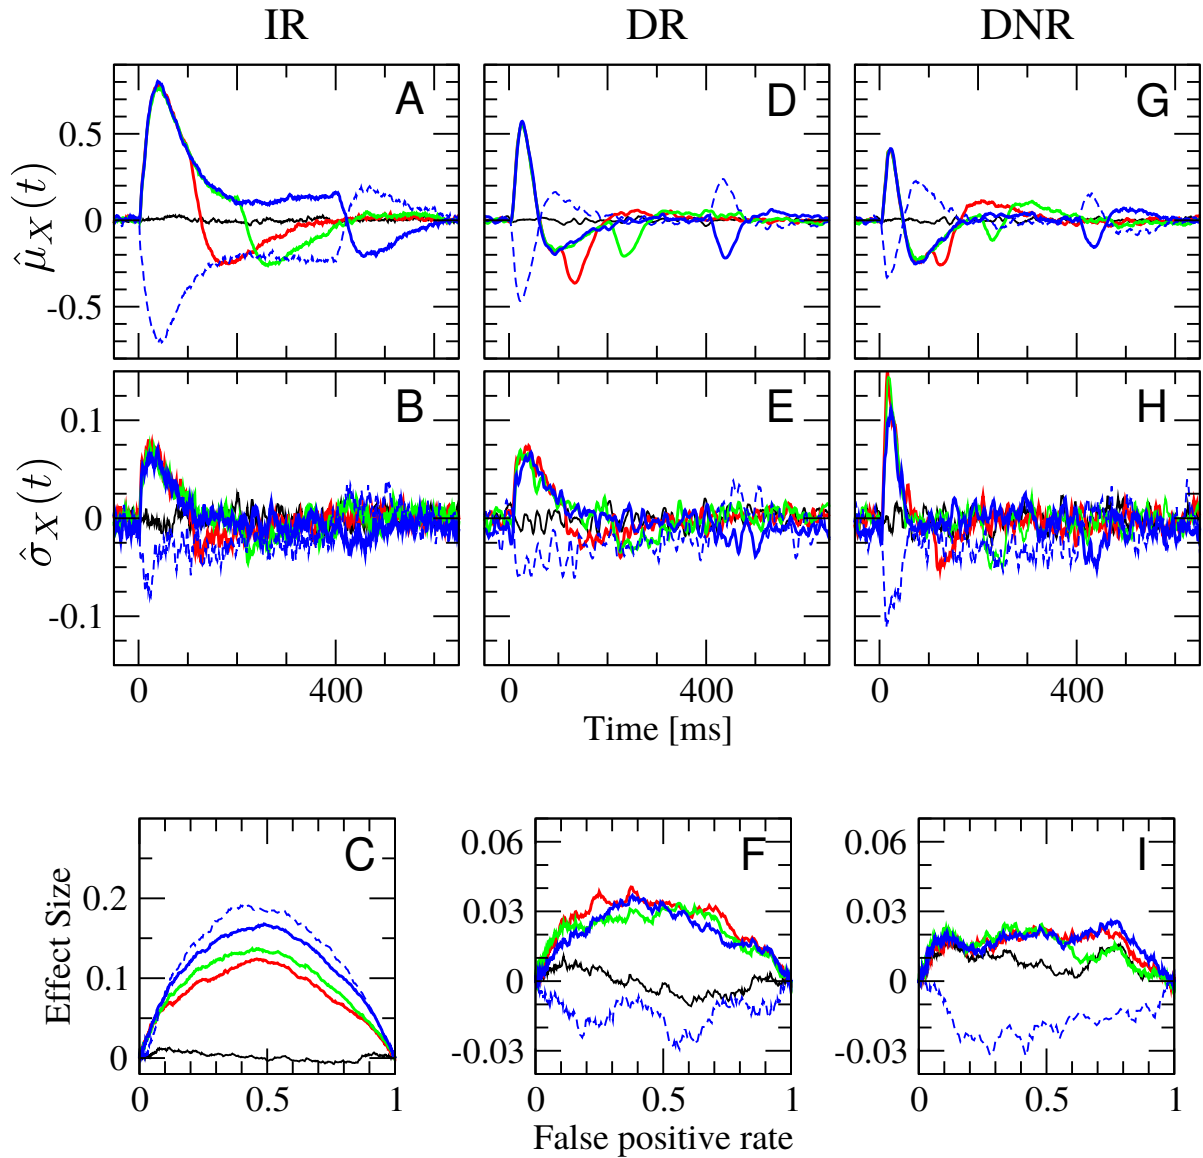 IR DR DNR
A D G
0.5
0
-0.5
μ̂_X(t)
B E H
0.1
0
-0.1
σ̂_X(t)
0 400 0 400 0 400
Time [ms]
C F I
0.2
0.1
0
Effect Size
0.06 0.06
0.03 0.03
0 0
-0.03 -0.03
0 0.5 1 0 0.5 1 0 0.5 1
False positive rate